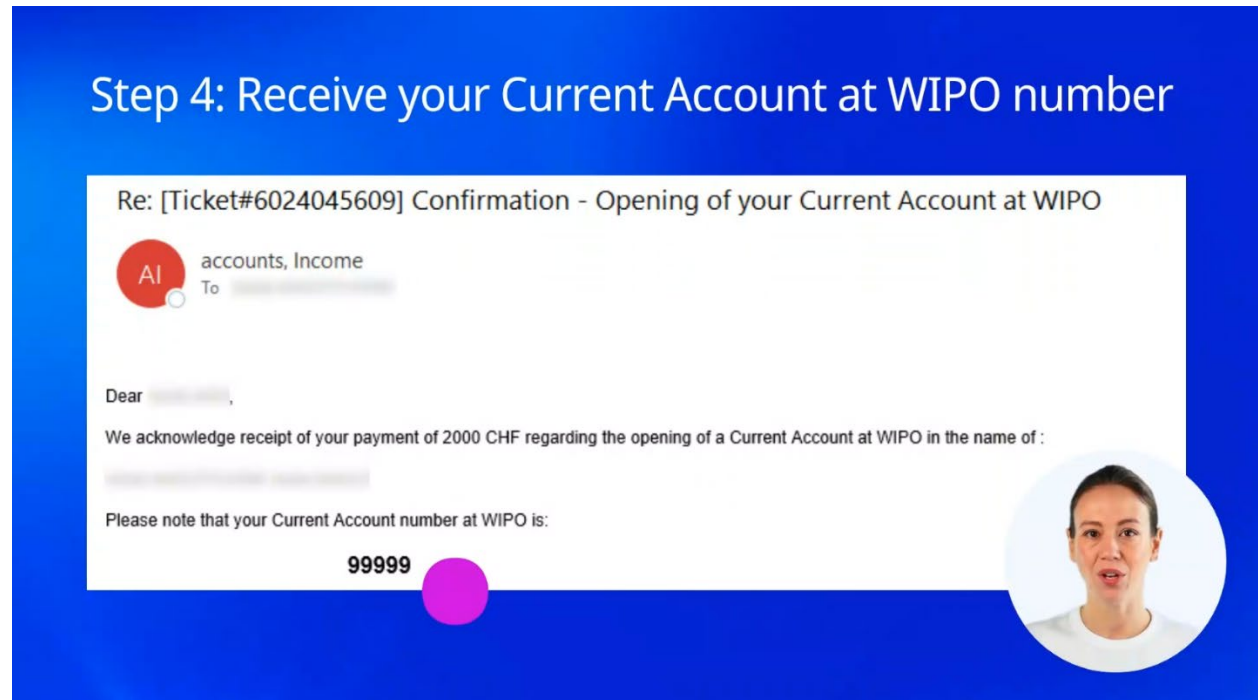 Step 4: Receive your Current Account at WIPO number
Re: [Ticket#6024045609] Confirmation - Opening of your Current Account at WIPO
AI
accounts, Income
To
Dear ,
We acknowledge receipt of your payment of 2000 CHF regarding the opening of a Current Account at WIPO in the name of :
Please note that your Current Account number at WIPO is:
99999